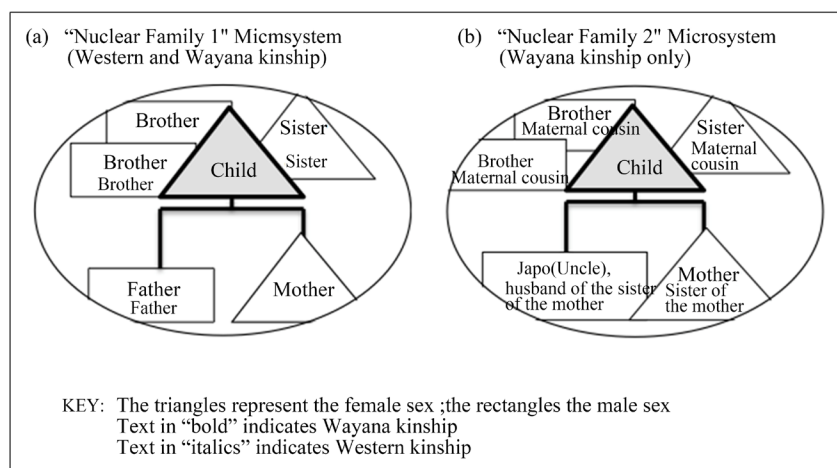 (a) “Nuclear Family 1" Micmsystem
(Western and Wayana kinship)
Brother
Brother
Brother
Sister
Sister
Child
Father
Father
Mother
(b) “Nuclear Family 2" Microsystem
(Wayana kinship only)
Brother
Maternal cousin
Brother
Maternal cousin
Sister
Maternal
cousin
Child
Japo(Uncle),
husband of the sister
of the mother
Mother
Sister of
the mother
KEY: The triangles represent the female sex ;the rectangles the male sex
Text in “bold” indicates Wayana kinship
Text in “italics” indicates Western kinship